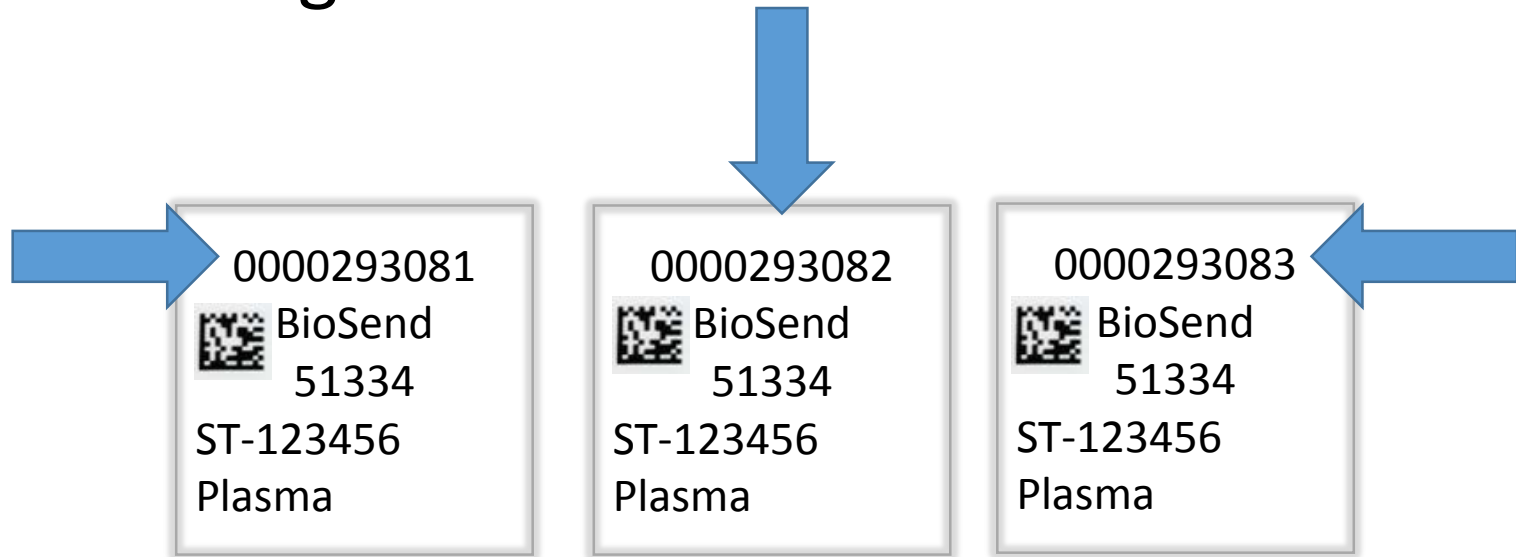 0000293081
BioSend
51334
ST-123456
Plasma
0000293082
BioSend
51334
ST-123456
Plasma
0000293083
BioSend
51334
ST-123456
Plasma